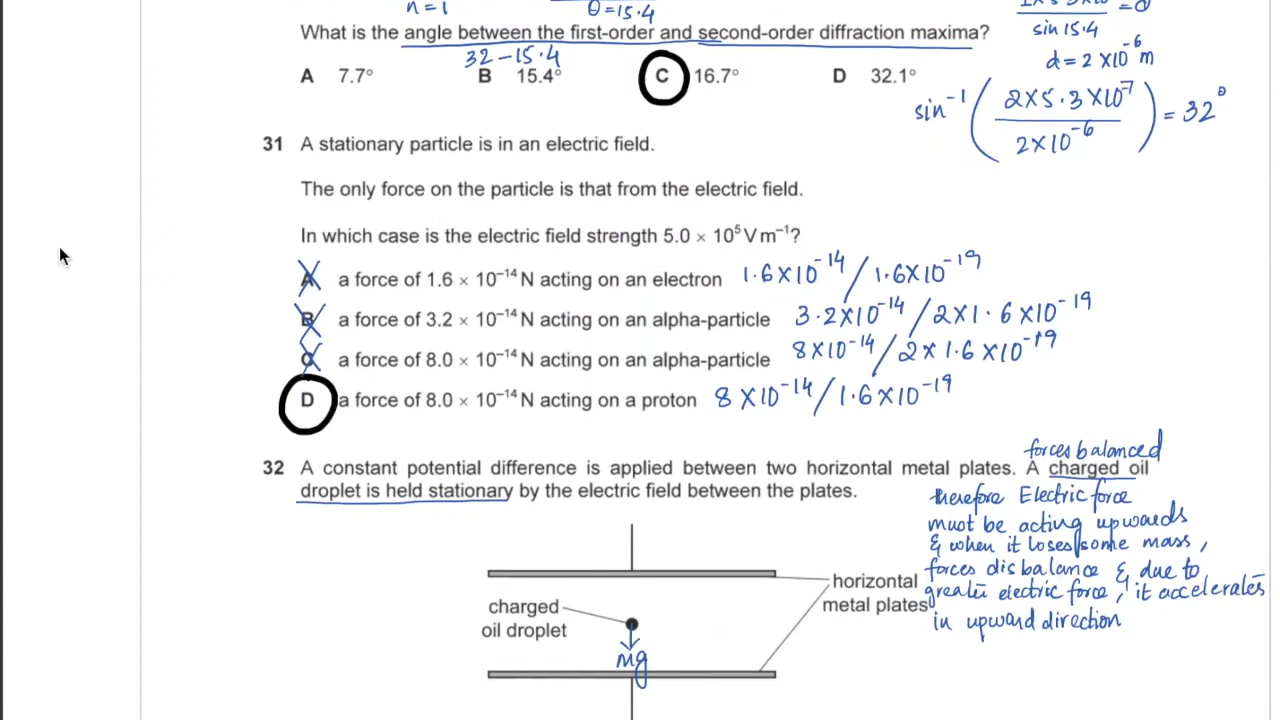 n = 1
θ = 15.4
sin 15.4
What is the angle between the first-order and second-order diffraction maxima?
d = 2 × 10⁻⁶ m
32 − 15.4
A 7.7° B 15.4° C 16.7° D 32.1°
sin⁻¹ ( 2 × 5.3 × 10⁻⁷ / 2 × 10⁻⁶ ) = 32°
31 A stationary particle is in an electric field.
The only force on the particle is that from the electric field.
In which case is the electric field strength 5.0 × 10⁵ V m⁻¹?
A a force of 1.6 × 10⁻¹⁴ N acting on an electron 1.6 × 10⁻¹⁴ / 1.6 × 10⁻¹⁹
B a force of 3.2 × 10⁻¹⁴ N acting on an alpha-particle 3.2 × 10⁻¹⁴ / 2 × 1.6 × 10⁻¹⁹
C a force of 8.0 × 10⁻¹⁴ N acting on an alpha-particle 8 × 10⁻¹⁴ / 2 × 1.6 × 10⁻¹⁹
D a force of 8.0 × 10⁻¹⁴ N acting on a proton 8 × 10⁻¹⁴ / 1.6 × 10⁻¹⁹
forces balanced
32 A constant potential difference is applied between two horizontal metal plates. A charged oil
droplet is held stationary by the electric field between the plates.
therefore Electric force
must be acting upwards
& when it loses some mass,
forces disbalance & due to
greater electric force, it accelerates
in upward direction
horizontal
metal plates
charged
oil droplet
mg